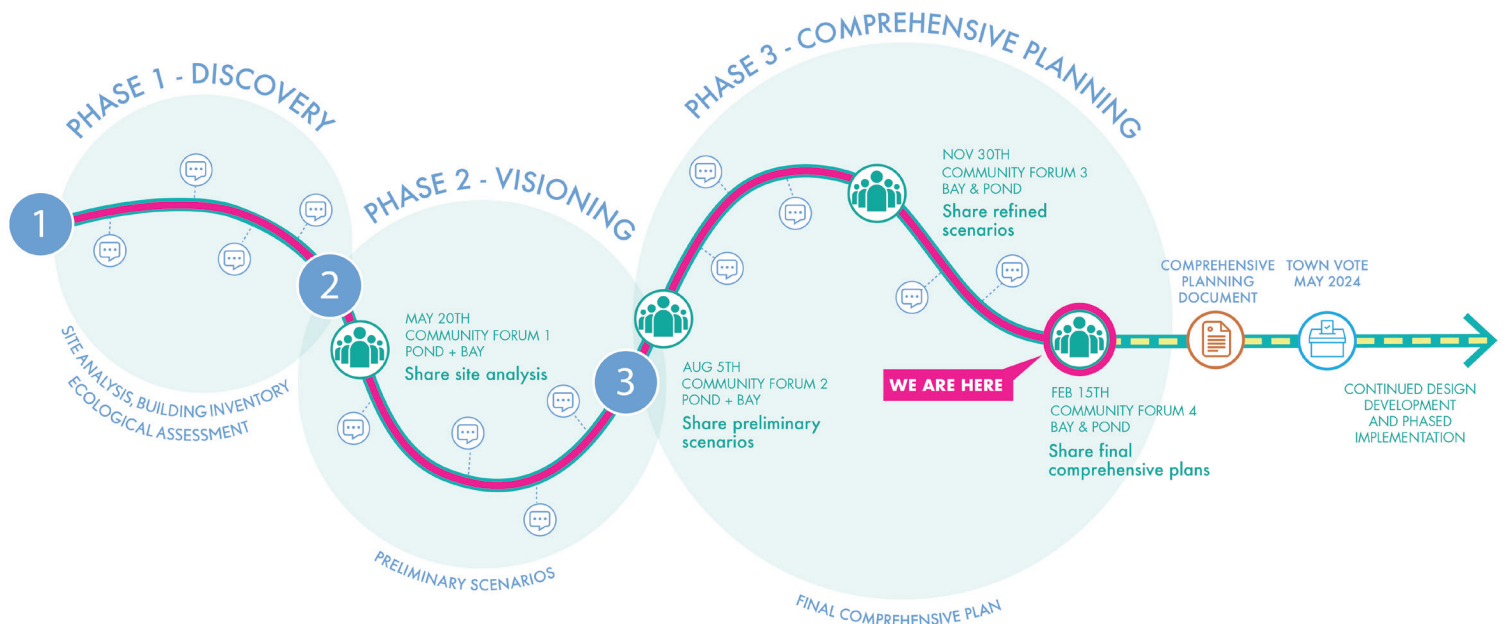 PHASE 1 - DISCOVERY
1
2
SITE ANALYSIS, BUILDING INVENTORY
ECOLOGICAL ASSESSMENT
PHASE 2 - VISIONING
MAY 20TH
COMMUNITY FORUM 1
POND + BAY
Share site analysis
3
PRELIMINARY SCENARIOS
PHASE 3 - COMPREHENSIVE PLANNING
AUG 5TH
COMMUNITY FORUM 2
POND + BAY
Share preliminary
scenarios
NOV 30TH
COMMUNITY FORUM 3
BAY & POND
Share refined
scenarios
WE ARE HERE
FEB 15TH
COMMUNITY FORUM 4
BAY & POND
Share final
comprehensive plans
FINAL COMPREHENSIVE PLAN
COMPREHENSIVE
PLANNING
DOCUMENT
TOWN VOTE
MAY 2024
CONTINUED DESIGN
DEVELOPMENT
AND PHASED
IMPLEMENTATION